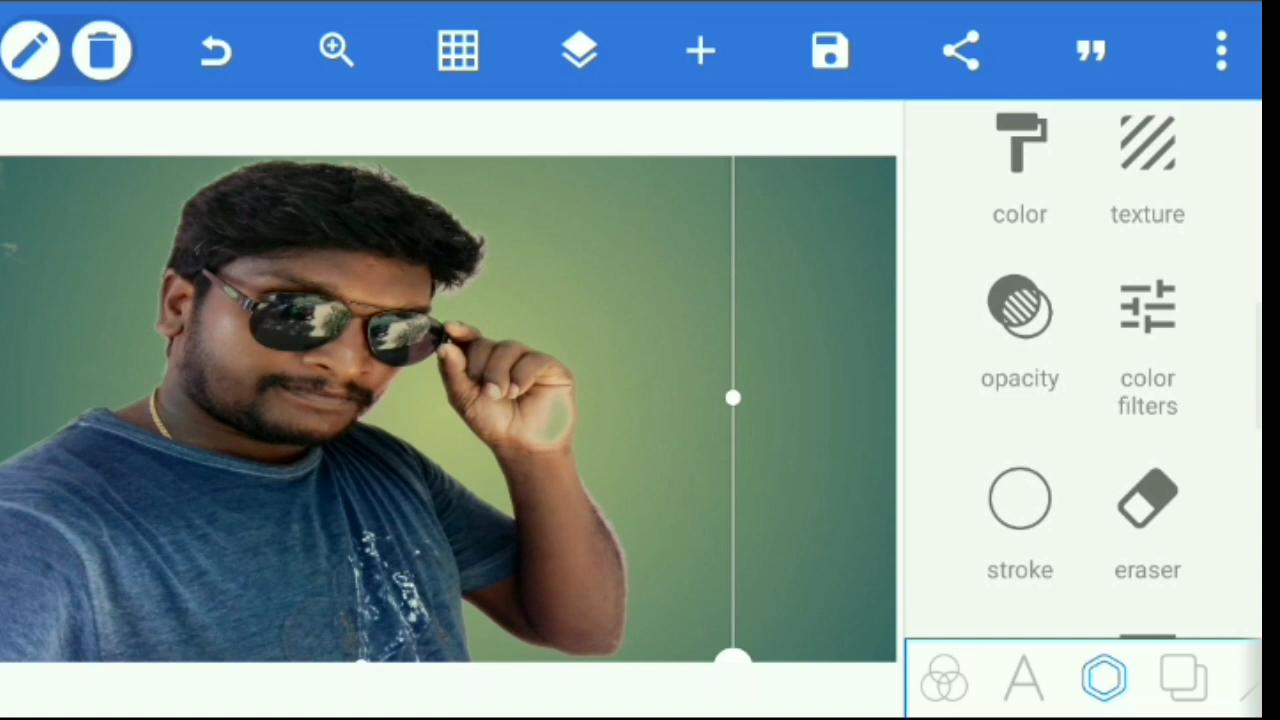 color texture
opacity color
filters
stroke eraser